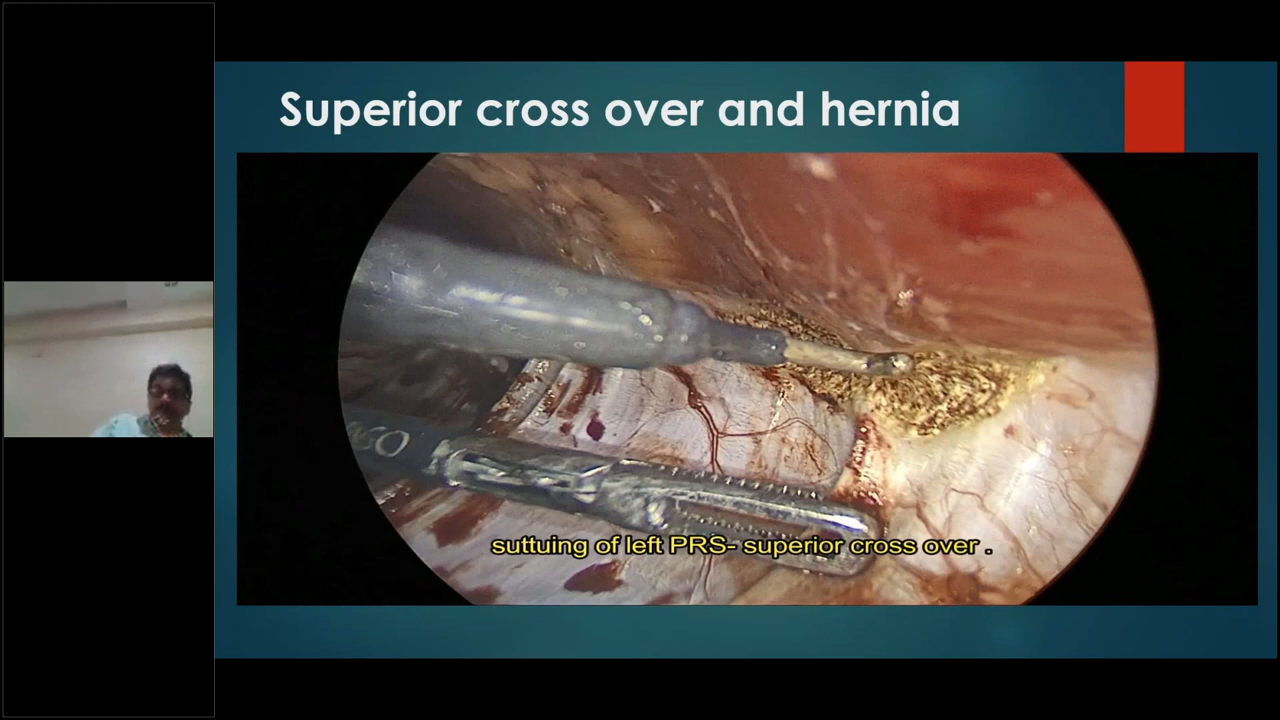 Superior cross over and hernia
suttuing of left PRS- superior cross over .